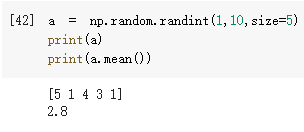 [42] a = np.random.randint(1,10,size=5)
print(a)
print(a.mean())
[5 1 4 3 1]
2.8